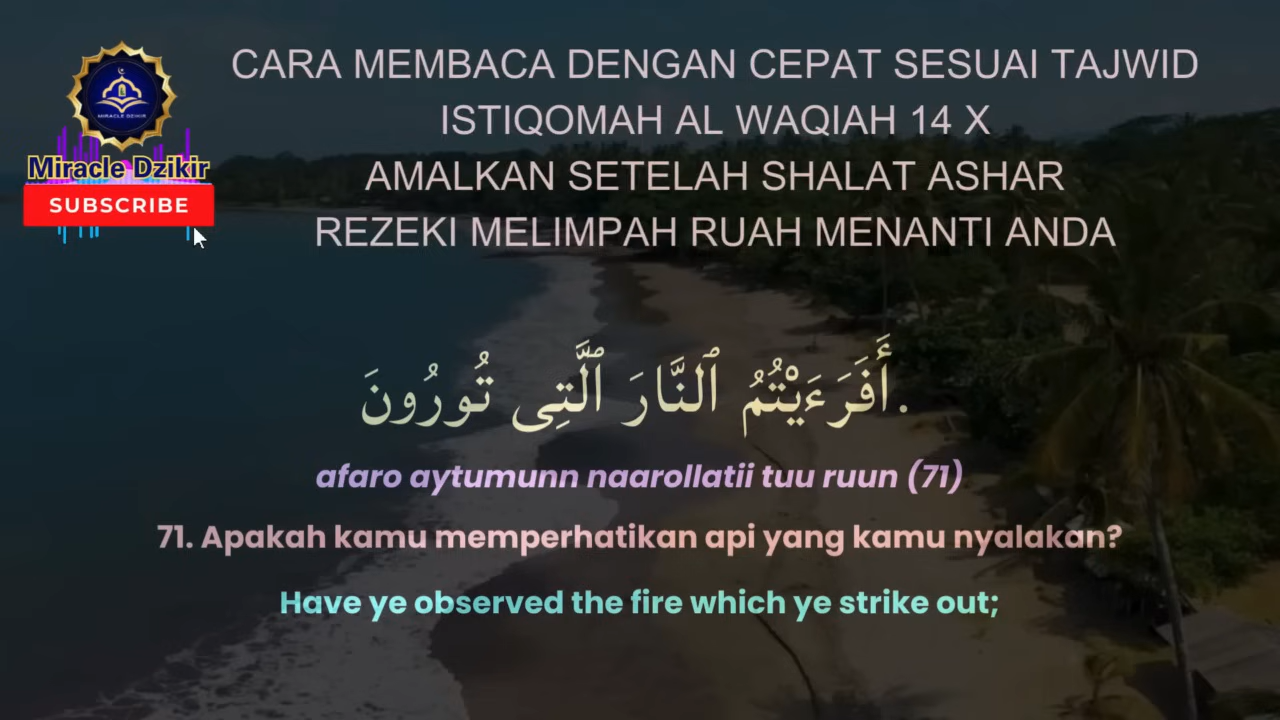 CARA MEMBACA DENGAN CEPAT SESUAI TAJWID
ISTIQOMAH AL WAQIAH 14 X
AMALKAN SETELAH SHALAT ASHAR
REZEKI MELIMPAH RUAH MENANTI ANDA
MIRACLE DZIKIR
Miracle Dzikir
SUBSCRIBE
أَفَرَءَيْتُمُ ٱلنَّارَ ٱلَّتِى تُورُونَ.
afaro aytumunn naarollatii tuu ruun (71)
71. Apakah kamu memperhatikan api yang kamu nyalakan?
Have ye observed the fire which ye strike out;